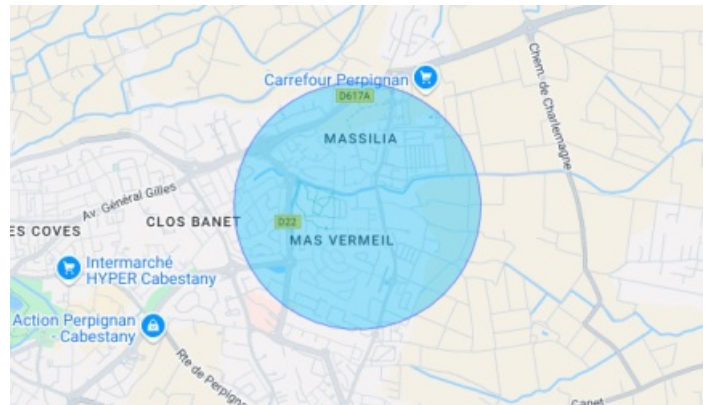 Carrefour Perpignan
D617A
Chem. de Charlemagne
MASSILIA
Av. Général Gilles
ES COVES
CLOS BANET
D22
MAS VERMEIL
Intermarché
HYPER Cabestany
Action Perpignan
- Cabestany
Rte de Perpign
Canet